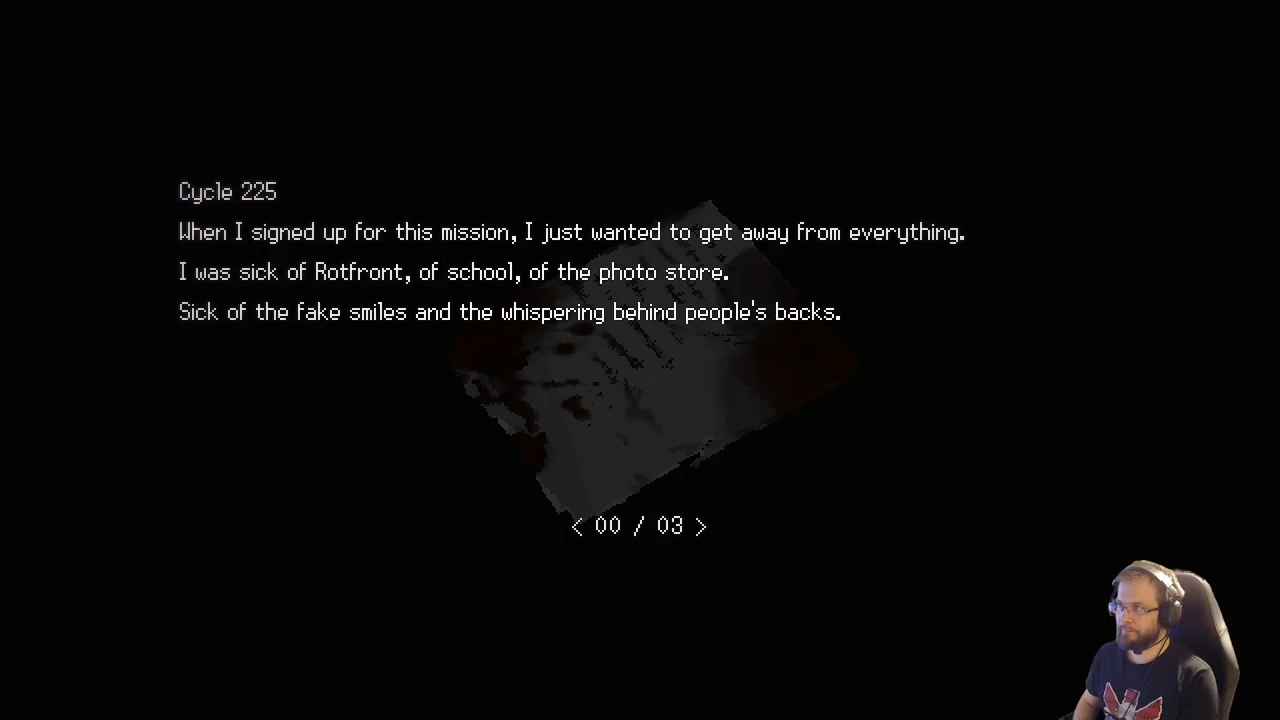 Cycle 225
When I signed up for this mission, I just wanted to get away from everything.
I was sick of Rotfront, of school, of the photo store.
Sick of the fake smiles and the whispering behind people's backs.
< 00 / 03 >